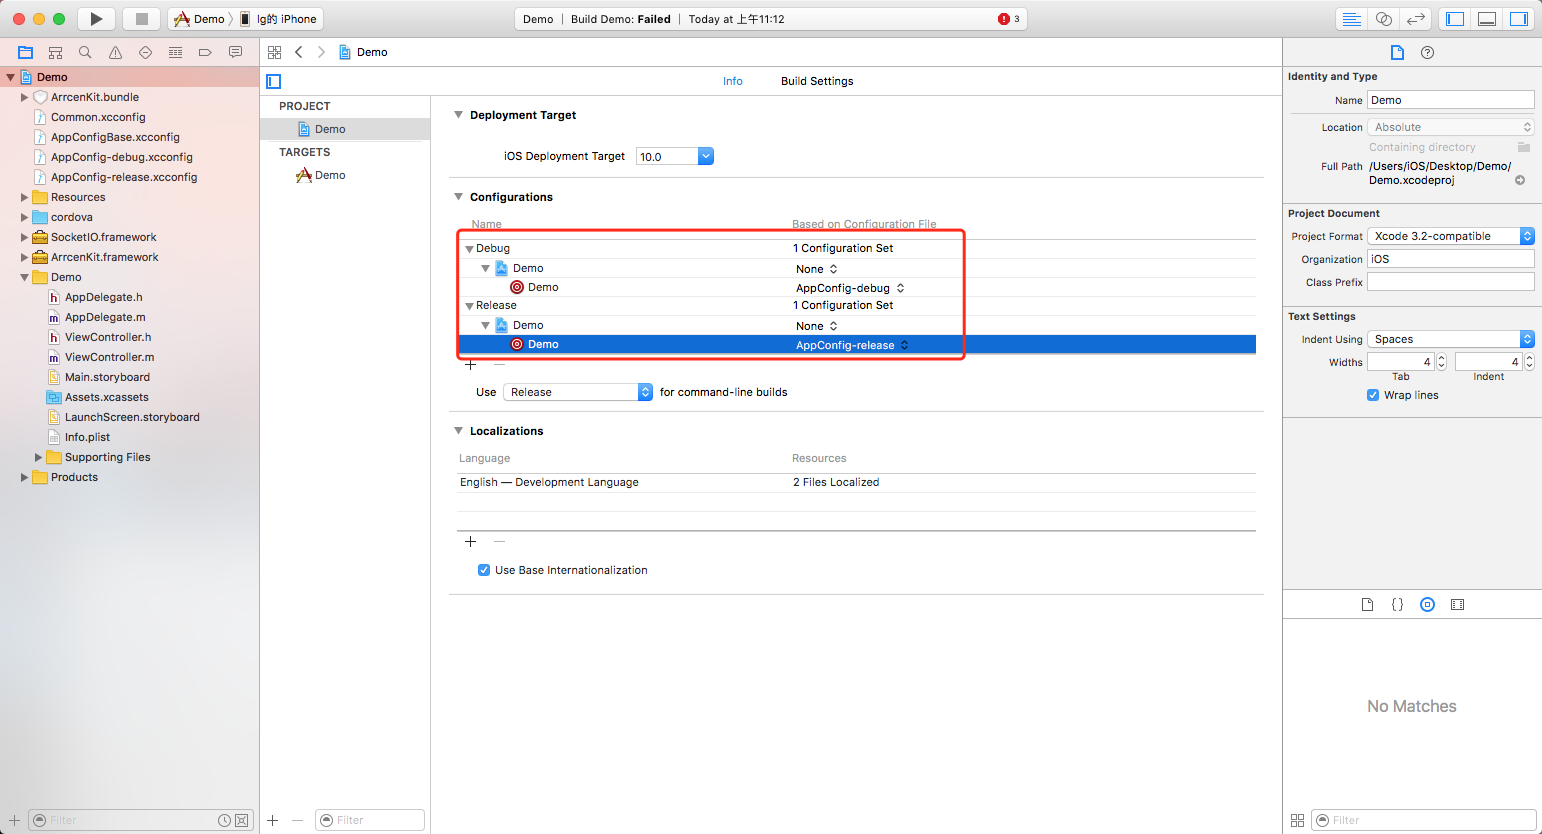 Demo 〉 lg的 iPhone
Demo | Build Demo: Failed | Today at 上午11:12
3
Demo
ArrcenKit.bundle
Common.xcconfig
AppConfigBase.xcconfig
AppConfig-debug.xcconfig
AppConfig-release.xcconfig
Resources
cordova
SocketIO.framework
ArrcenKit.framework
Demo
AppDelegate.h
AppDelegate.m
ViewController.h
ViewController.m
Main.storyboard
Assets.xcassets
LaunchScreen.storyboard
Info.plist
Supporting Files
Products
Filter
Demo
Info
Build Settings
PROJECT
Demo
TARGETS
Demo
Filter
Deployment Target
iOS Deployment Target 10.0
Configurations
Name Based on Configuration File
Debug 1 Configuration Set
Demo None
Demo AppConfig-debug
Release 1 Configuration Set
Demo None
Demo AppConfig-release
Use Release for command-line builds
Localizations
Language Resources
English — Development Language 2 Files Localized
Use Base Internationalization
Identity and Type
Name Demo
Location Absolute
Containing directory
Full Path /Users/iOS/Desktop/Demo/
Demo.xcodeproj
Project Document
Project Format Xcode 3.2-compatible
Organization iOS
Class Prefix
Text Settings
Indent Using Spaces
Widths 4 4
Tab Indent
Wrap lines
No Matches
Filter